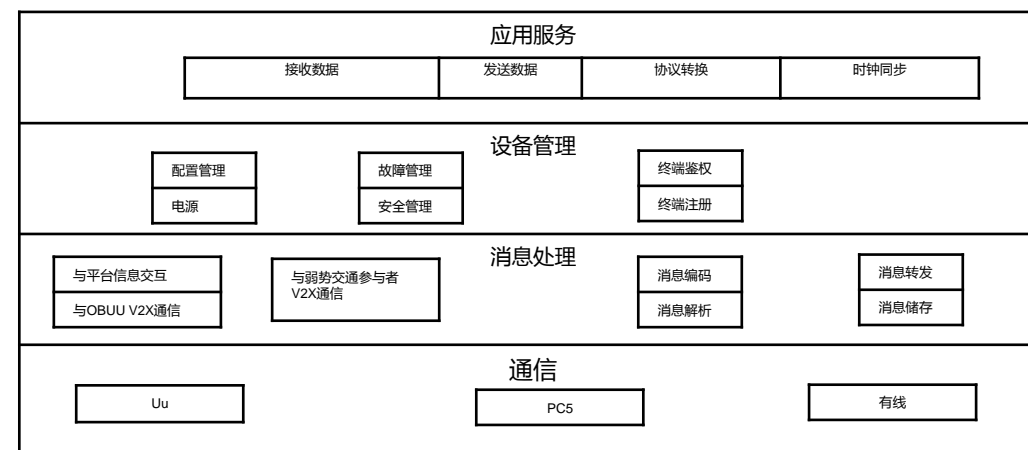 应用服务
接收数据
发送数据
协议转换
时钟同步
设备管理
配置管理
电源
故障管理
安全管理
终端鉴权
终端注册
消息处理
与平台信息交互
与OBUU V2X通信
与弱势交通参与者
V2X通信
消息编码
消息解析
消息转发
消息储存
通信
Uu
PC5
有线